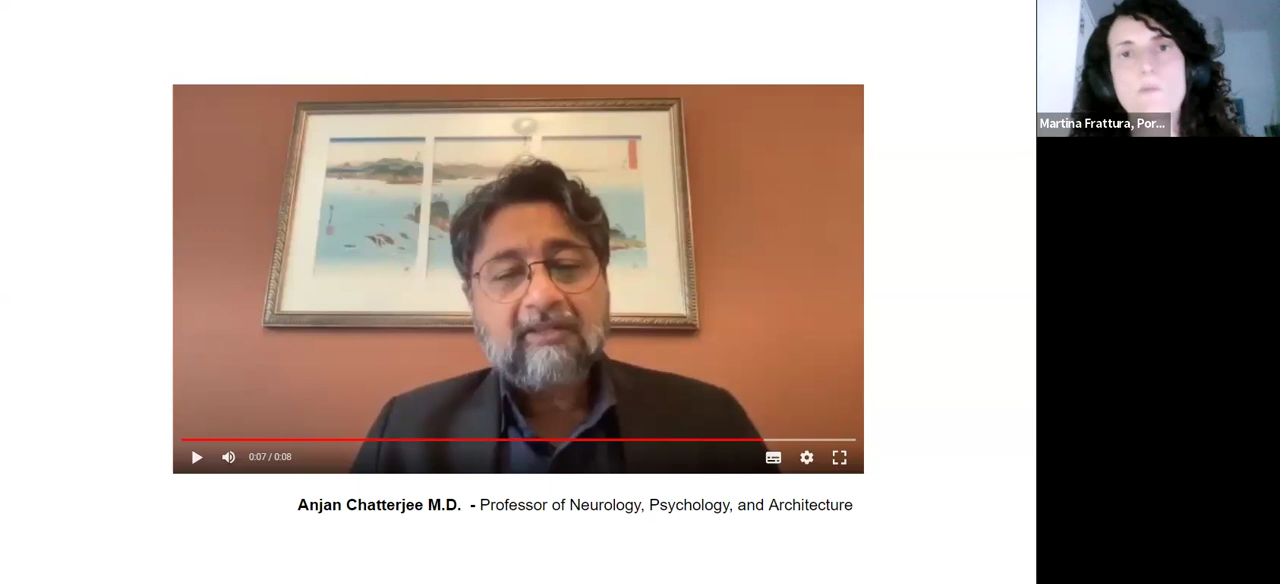 Martina Frattura, Por...
0:07 / 0:08
Anjan Chatterjee M.D. - Professor of Neurology, Psychology, and Architecture